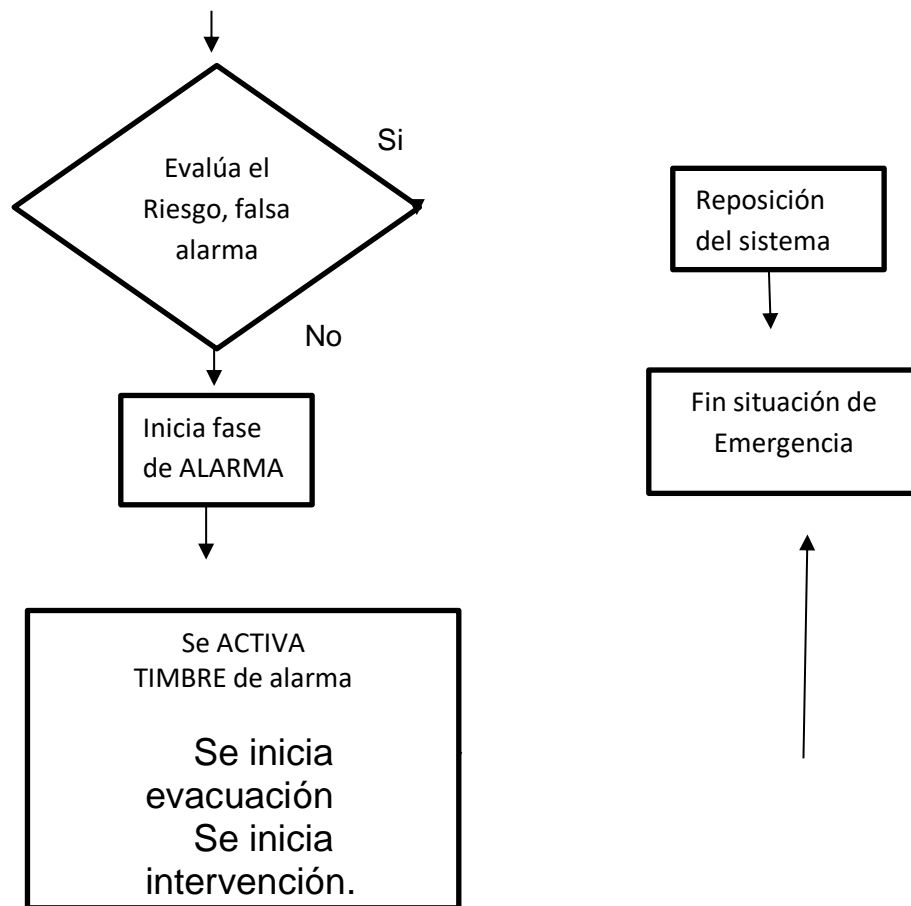 Si
Evalúa el
Riesgo, falsa
alarma
No
Reposición
del sistema
Inicia fase
de ALARMA
Fin situación de
Emergencia
Se ACTIVA
TIMBRE de alarma
Se inicia
evacuación
Se inicia
intervención.